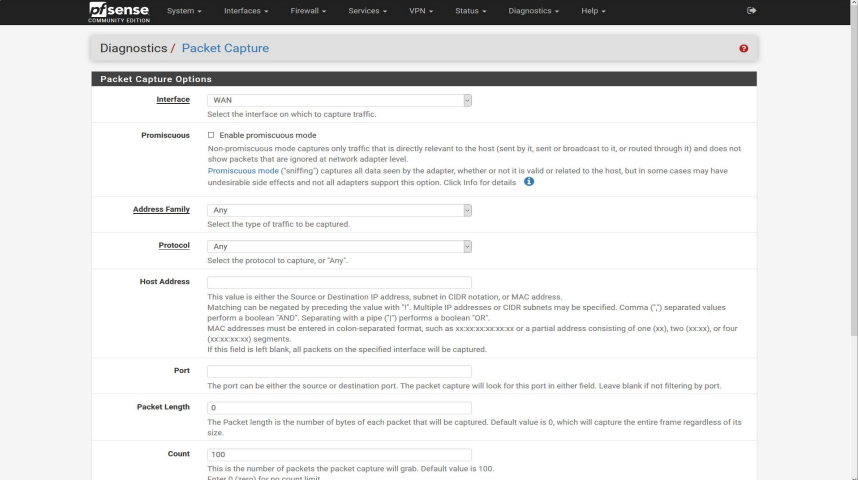 pfsense
COMMUNITY EDITION
System
Interfaces
Firewall
Services
VPN
Status
Diagnostics
Help
Diagnostics / Packet Capture
Packet Capture Options
Interface
WAN
Select the interface on which to capture traffic.
Promiscuous
Enable promiscuous mode
Non-promiscuous mode captures only traffic that is directly relevant to the host (sent by it, sent or broadcast to it, or routed through it) and does not
show packets that are ignored at network adapter level.
Promiscuous mode ("sniffing") captures all data seen by the adapter, whether or not it is valid or related to the host, but in some cases may have
undesirable side effects and not all adapters support this option. Click Info for details
Address Family
Any
Select the type of traffic to be captured.
Protocol
Any
Select the protocol to capture, or "Any".
Host Address
This value is either the Source or Destination IP address, subnet in CIDR notation, or MAC address.
Matching can be negated by preceding the value with "!". Multiple IP addresses or CIDR subnets may be specified. Comma (",") separated values
perform a boolean "AND". Separating with a pipe ("|") performs a boolean "OR".
MAC addresses must be entered in colon-separated format, such as xx:xx:xx:xx:xx:xx or a partial address consisting of one (xx), two (xx:xx), or four
(xx:xx:xx:xx) segments.
If this field is left blank, all packets on the specified interface will be captured.
Port
The port can be either the source or destination port. The packet capture will look for this port in either field. Leave blank if not filtering by port.
Packet Length
0
The Packet length is the number of bytes of each packet that will be captured. Default value is 0, which will capture the entire frame regardless of its
size.
Count
100
This is the number of packets the packet capture will grab. Default value is 100.
Enter 0 (zero) for no count limit.